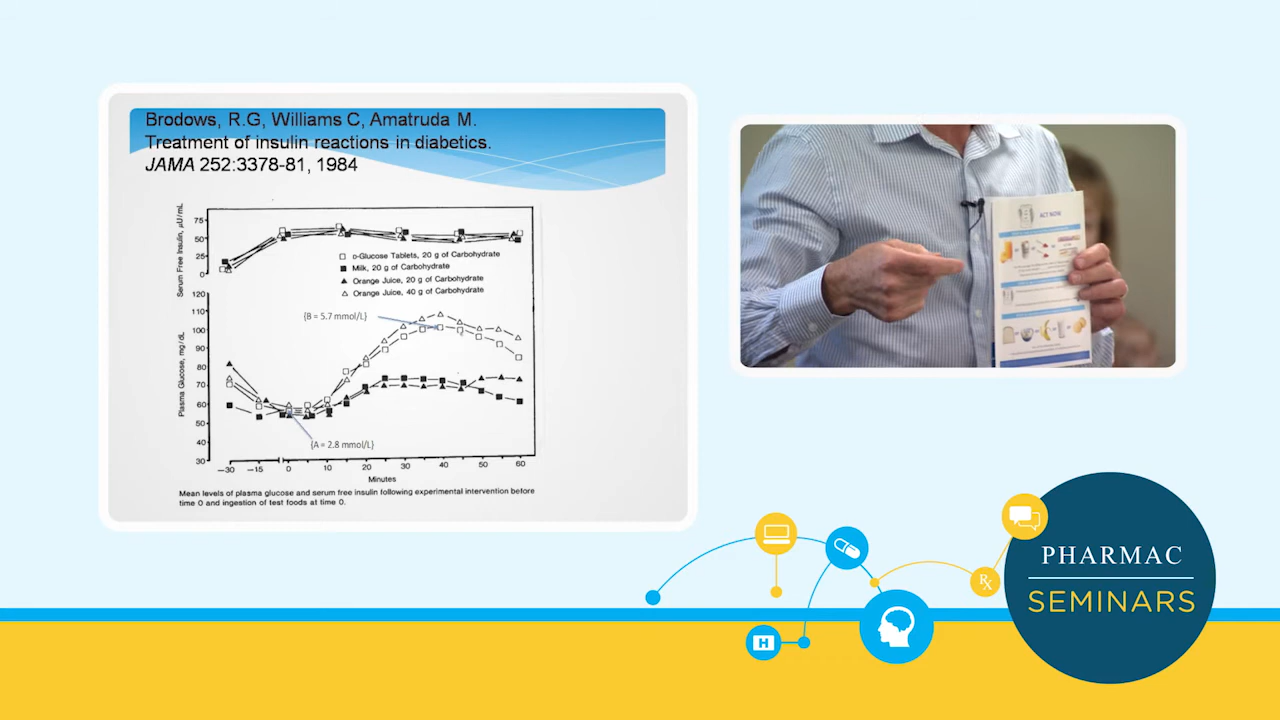 Brodows, R.G, Williams C, Amatruda M.
Treatment of insulin reactions in diabetics.
JAMA 252:3378-81, 1984
Serum Free Insulin, μU/mL
75
50
25
0
D-Glucose Tablets, 20 g of Carbohydrate
Milk, 20 g of Carbohydrate
Orange Juice, 20 g of Carbohydrate
Orange Juice, 40 g of Carbohydrate
Plasma Glucose, mg/dL
120
110
100
90
80
70
60
50
40
30
{B = 5.7 mmol/L}
{A = 2.8 mmol/L}
−30 −15 0 10 20 30 40 50 60
Minutes
Mean levels of plasma glucose and serum free insulin following experimental intervention before
time 0 and ingestion of test foods at time 0.
ACT NOW
H
Rx
PHARMAC
SEMINARS